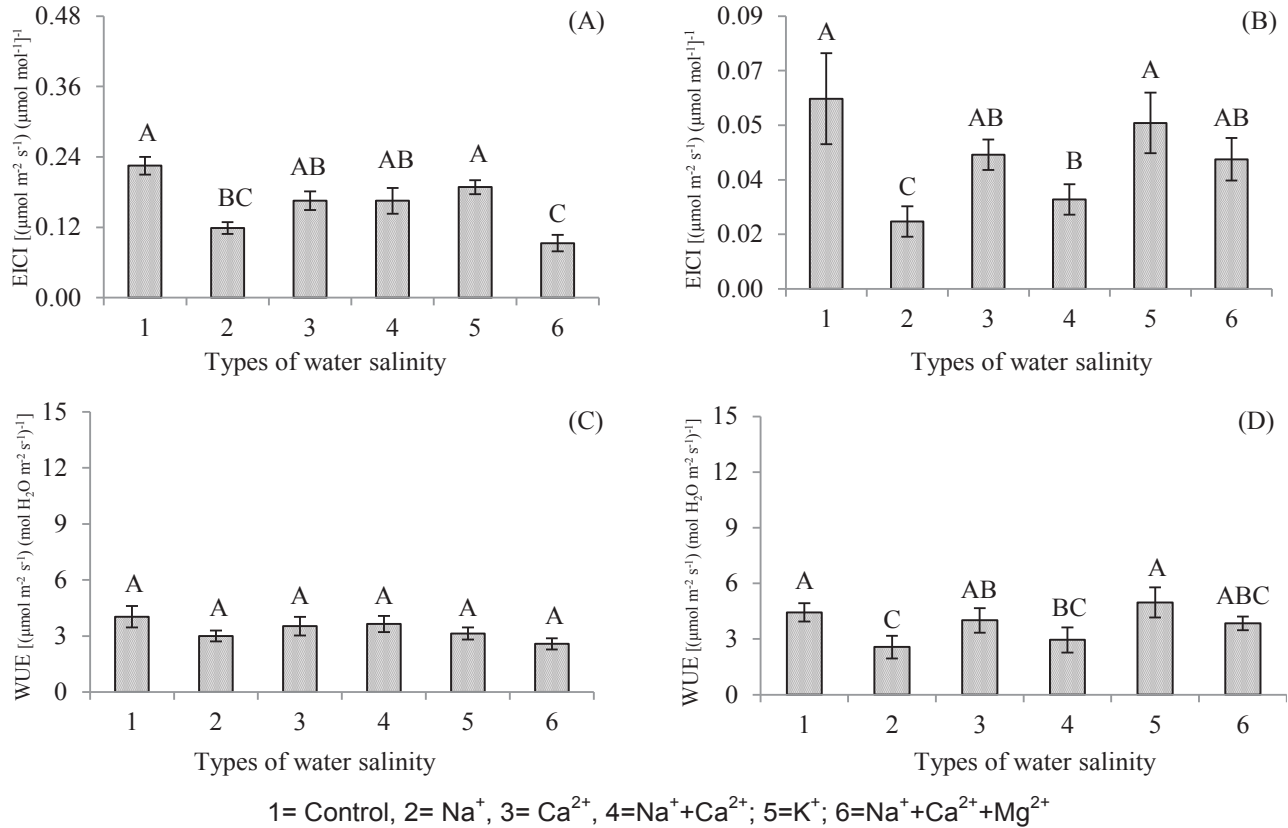 (A)
EICI [(µmol m⁻² s⁻¹) (µmol mol⁻¹]⁻¹
0.48
0.36
0.24
0.12
0.00
A
BC
AB
AB
A
C
1 2 3 4 5 6
Types of water salinity
(B)
EICI [(µmol m⁻² s⁻¹) (µmol mol⁻¹]⁻¹
0.09
0.07
0.05
0.04
0.02
0.00
A
C
AB
B
A
AB
1 2 3 4 5 6
Types of water salinity
(C)
WUE [(µmol m⁻² s⁻¹) (mol H₂O m⁻² s⁻¹)⁻¹]
15
12
9
6
3
0
A
A
A
A
A
A
1 2 3 4 5 6
Types of water salinity
(D)
WUE [(µmol m⁻² s⁻¹) (mol H₂O m⁻² s⁻¹)⁻¹]
15
12
9
6
3
0
A
C
AB
BC
A
ABC
1 2 3 4 5 6
Types of water salinity
1= Control, 2= Na⁺, 3= Ca²⁺, 4=Na⁺+Ca²⁺; 5=K⁺; 6=Na⁺+Ca²⁺+Mg²⁺